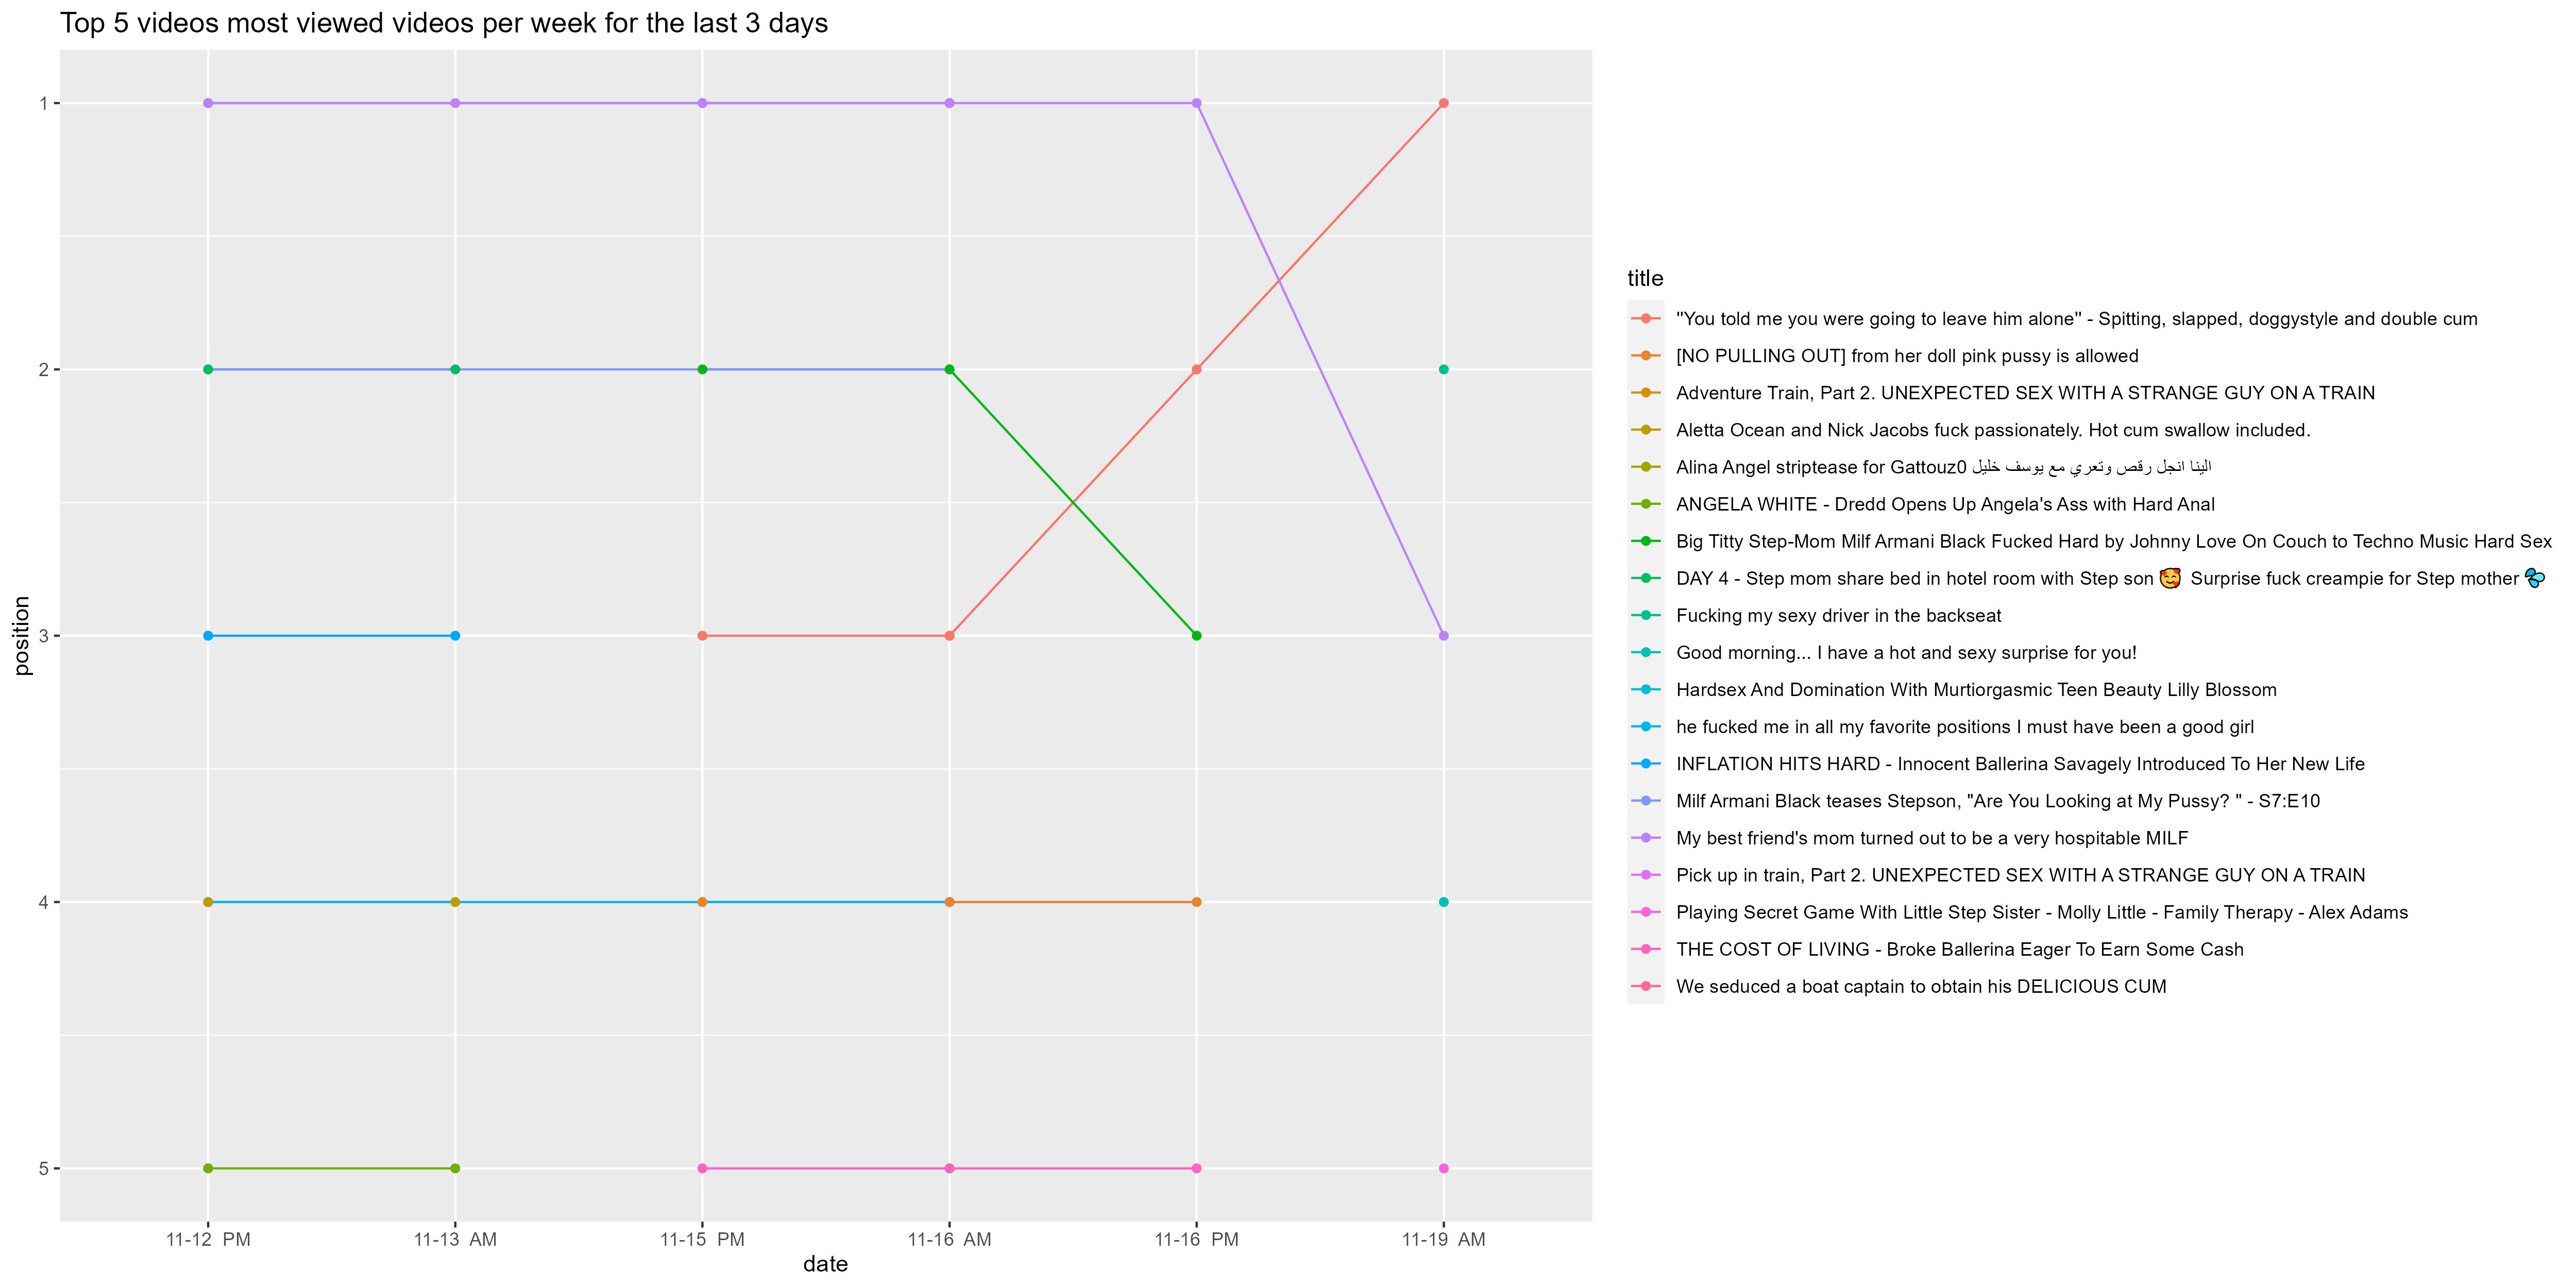 Top 5 videos most viewed videos per week for the last 3 days
position
1
2
3
4
5
11-12 PM
11-13 AM
11-15 PM
11-16 AM
11-16 PM
11-19 AM
date
title
"You told me you were going to leave him alone" - Spitting, slapped, doggystyle and double cum
[NO PULLING OUT] from her doll pink pussy is allowed
Adventure Train, Part 2. UNEXPECTED SEX WITH A STRANGE GUY ON A TRAIN
Aletta Ocean and Nick Jacobs fuck passionately. Hot cum swallow included.
Alina Angel striptease for Gattouz0 الينا انجل رقص وتعري مع يوسف خليل
ANGELA WHITE - Dredd Opens Up Angela's Ass with Hard Anal
Big Titty Step-Mom Milf Armani Black Fucked Hard by Johnny Love On Couch to Techno Music Hard Sex
DAY 4 - Step mom share bed in hotel room with Step son 🥰 Surprise fuck creampie for Step mother 💦
Fucking my sexy driver in the backseat
Good morning... I have a hot and sexy surprise for you!
Hardsex And Domination With Murtiorgasmic Teen Beauty Lilly Blossom
he fucked me in all my favorite positions I must have been a good girl
INFLATION HITS HARD - Innocent Ballerina Savagely Introduced To Her New Life
Milf Armani Black teases Stepson, "Are You Looking at My Pussy? " - S7:E10
My best friend's mom turned out to be a very hospitable MILF
Pick up in train, Part 2. UNEXPECTED SEX WITH A STRANGE GUY ON A TRAIN
Playing Secret Game With Little Step Sister - Molly Little - Family Therapy - Alex Adams
THE COST OF LIVING - Broke Ballerina Eager To Earn Some Cash
We seduced a boat captain to obtain his DELICIOUS CUM